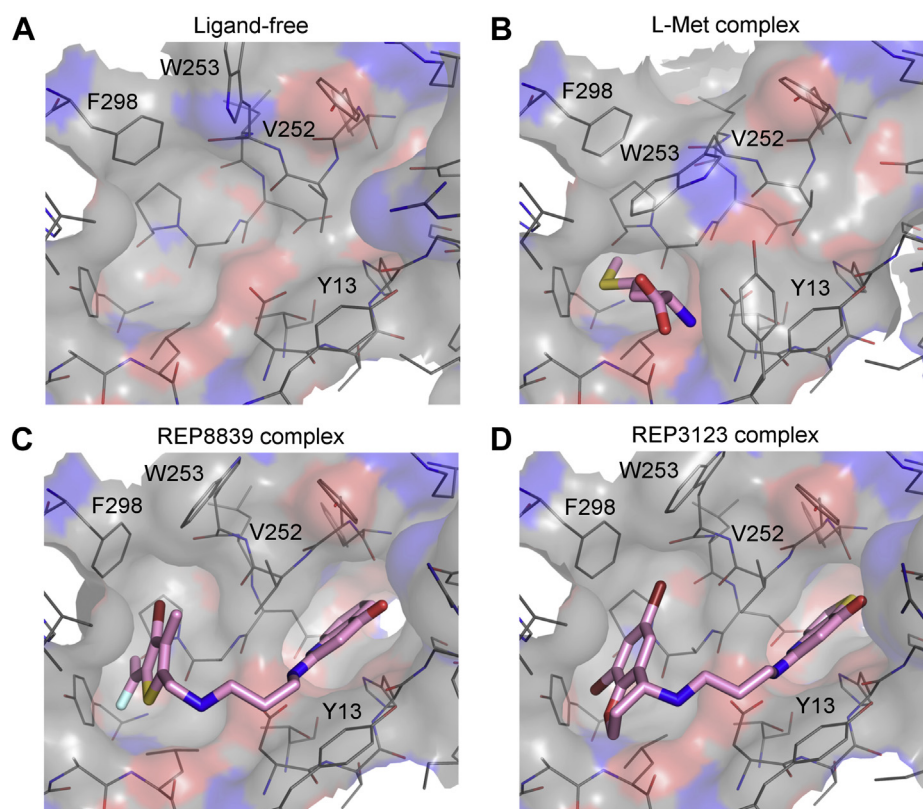 A
Ligand-free
W253
F298
V252
Y13
B
L-Met complex
F298
V252
W253
Y13
C
REP8839 complex
W253
F298
V252
Y13
D
REP3123 complex
W253
F298
V252
Y13